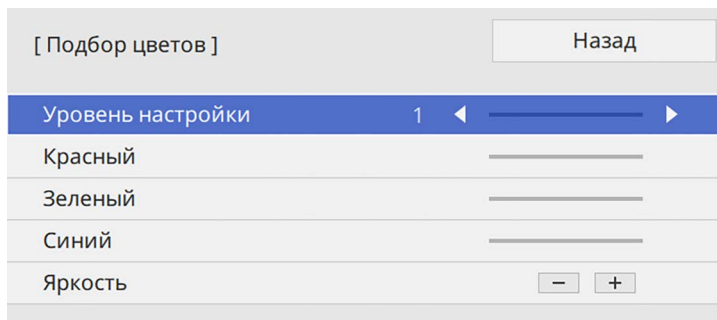 [ Подбор цветов ]
Назад
Уровень настройки 1
Красный
Зеленый
Синий
Яркость − +